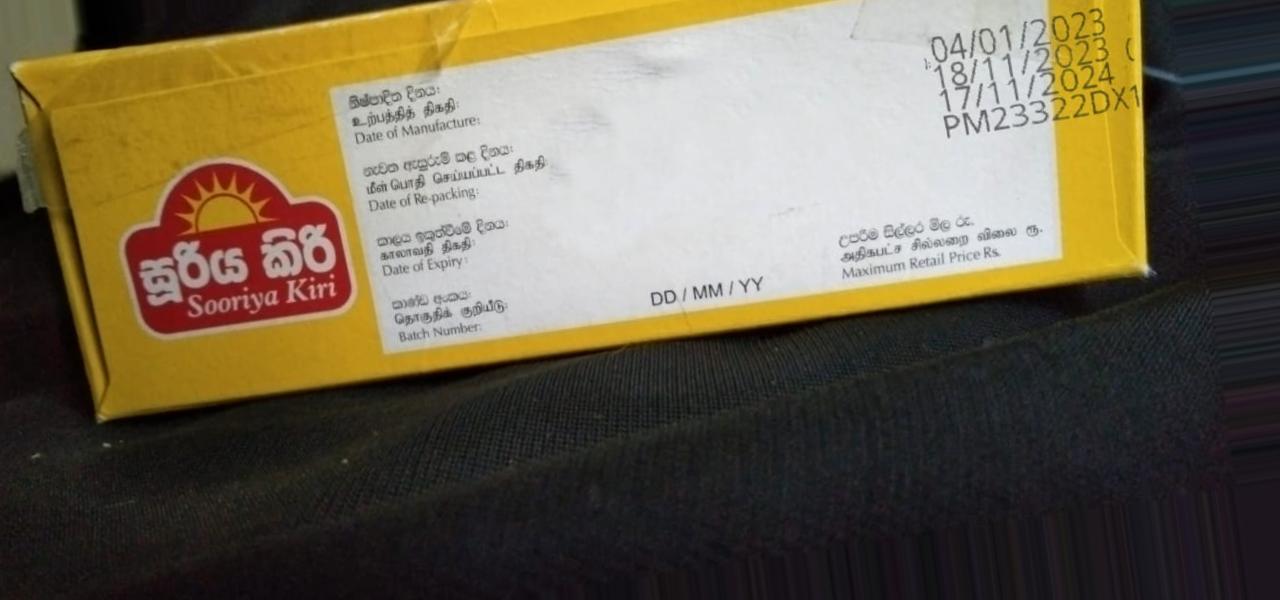 සූරිය කිරි
Sooriya Kiri
නිෂ්පාදිත දිනය:
உற்பத்தித் திகதி:
Date of Manufacture:
නැවත ඇසුරුම් කළ දිනය:
மீள் பொதி செய்யப்பட்ட திகதி:
Date of Re-packing:
කාලය ඉකුත්වීමේ දිනය:
காலாவதி திகதி:
Date of Expiry:
කාණ්ඩ අංකය:
தொகுதிக் குறியீடு:
Batch Number:
DD / MM / YY
04/01/2023
18/11/2023 (
17/11/2024
PM23322DX1
උපරිම සිල්ලර මිල රු.
அதிகபட்ச சில்லறை விலை ரூ.
Maximum Retail Price Rs.